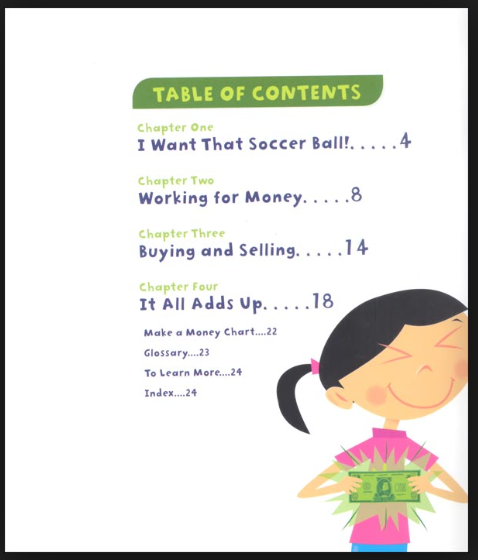 TABLE OF CONTENTS
Chapter One
I Want That Soccer Ball!.....4
Chapter Two
Working for Money.....8
Chapter Three
Buying and Selling.....14
Chapter Four
It All Adds Up.....18
Make a Money Chart....22
Glossary....23
To Learn More....24
Index....24